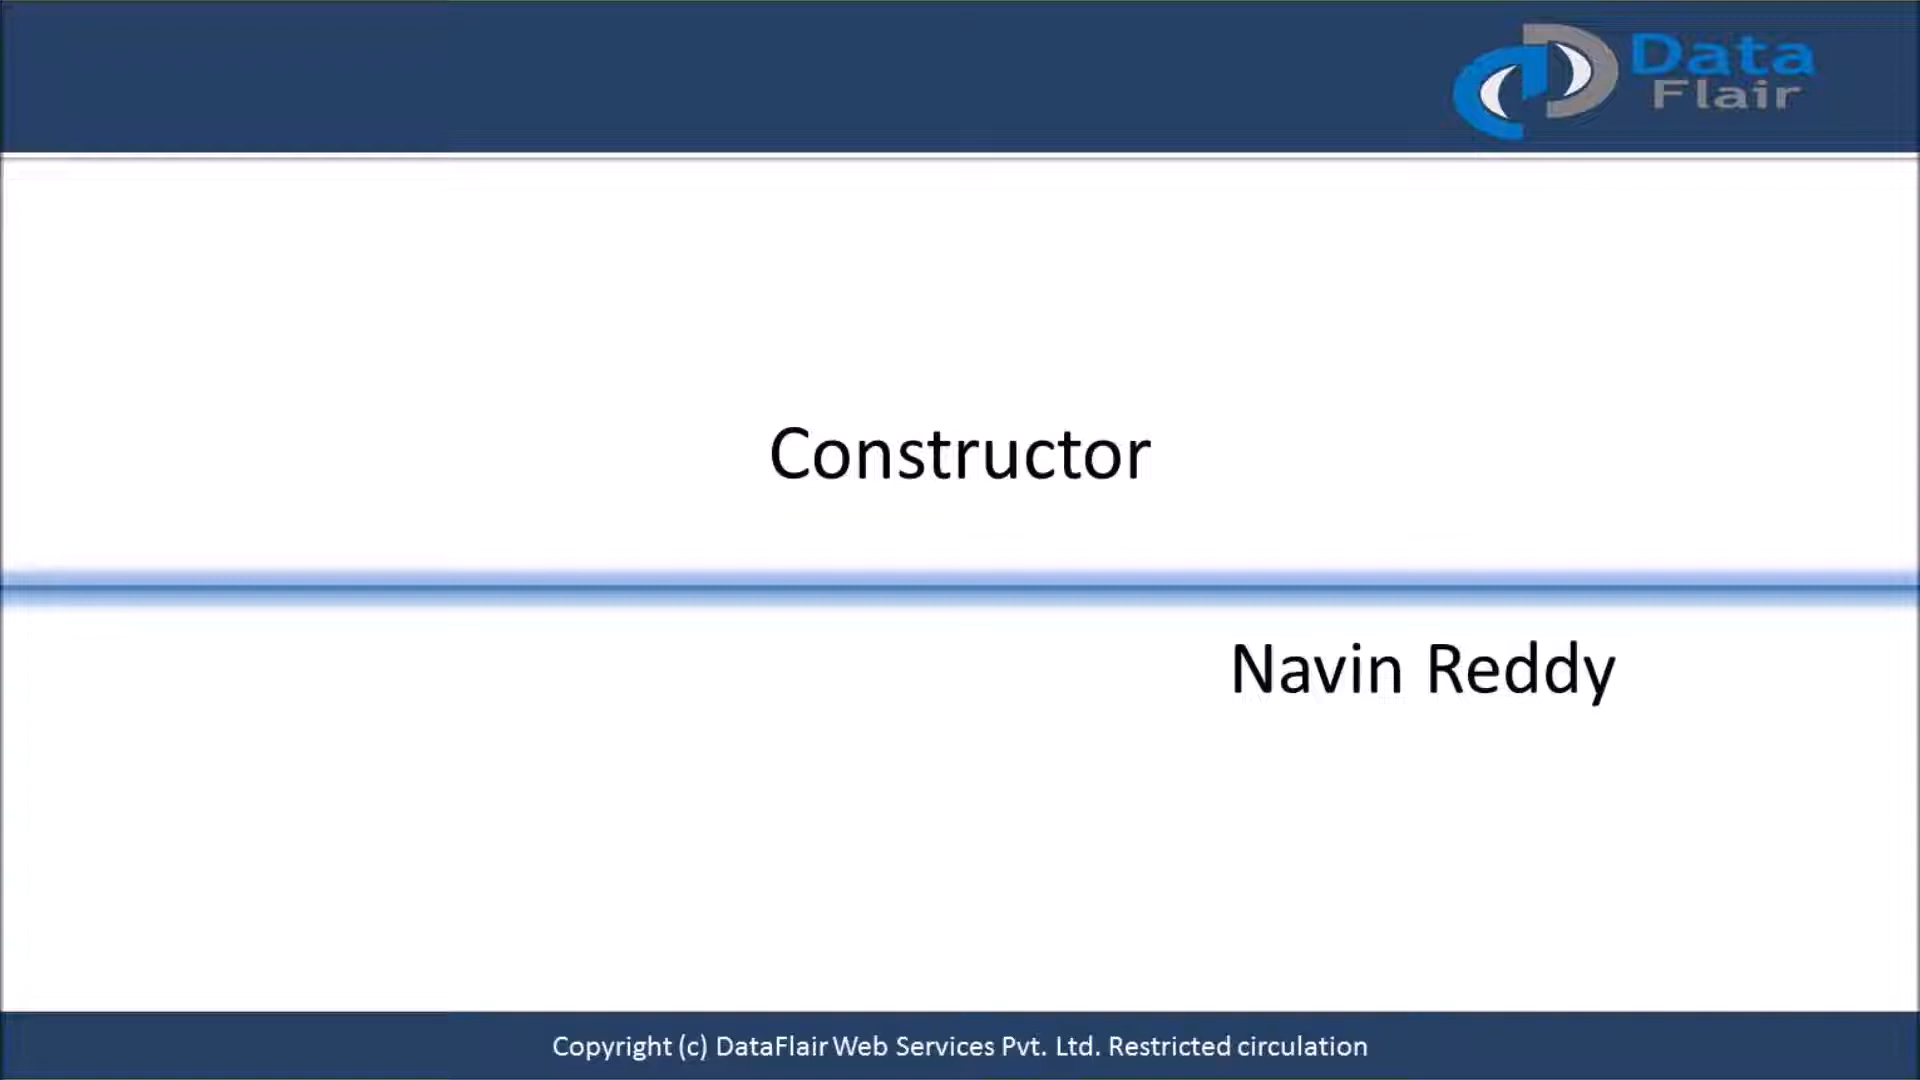 Data
Flair
Constructor
Navin Reddy
Copyright (c) DataFlair Web Services Pvt. Ltd. Restricted circulation